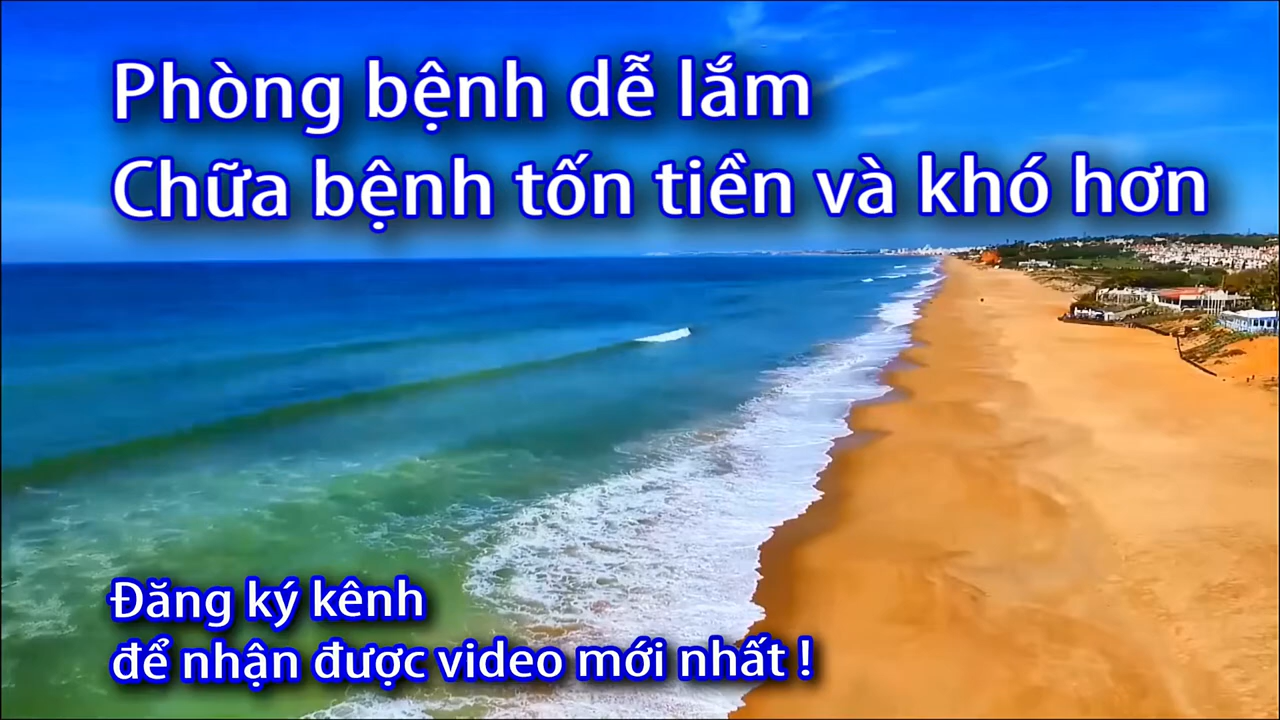 Phòng bệnh dễ lắm
Chữa bệnh tốn tiền và khó hơn
Đăng ký kênh
để nhận được video mới nhất !